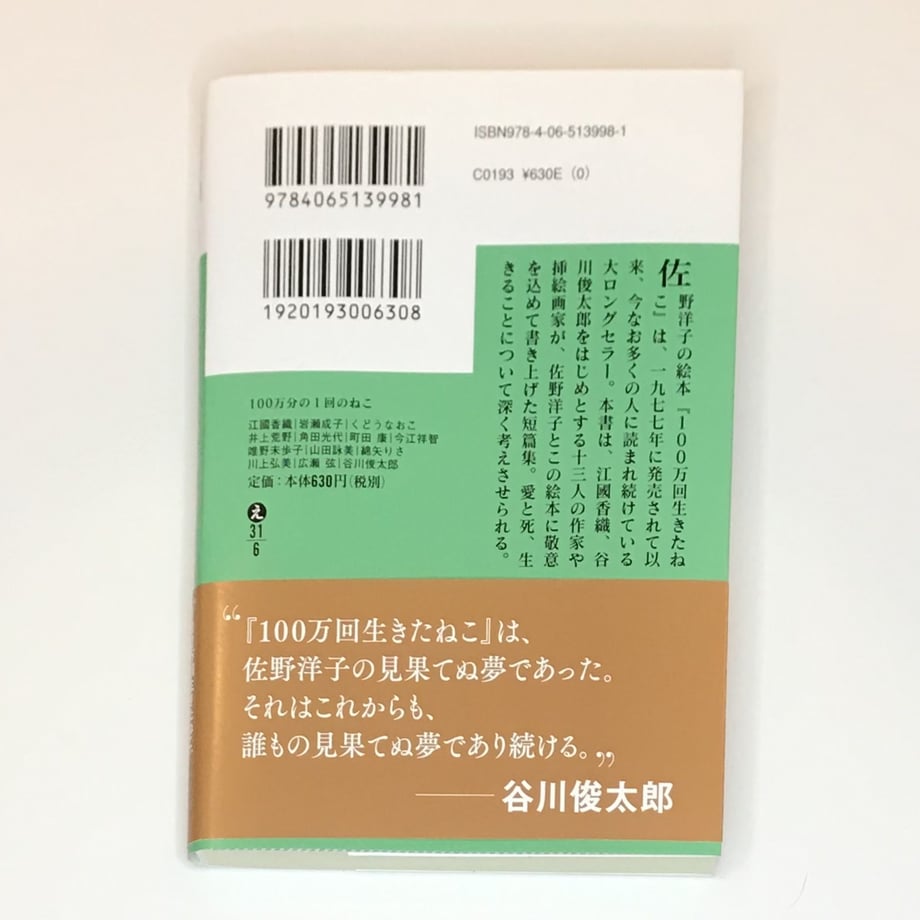 ISBN978-4-06-513998-1
C0193 ¥630E (0)
9784065139981
1920193006308
佐野洋子の絵本『100万回生きたね
こ』は、一九七七年に発売されて以
来、今なお多くの人に読まれ続けている
大ロングセラー。本書は、江國香織、谷
川俊太郎をはじめとする十三人の作家や
挿絵画家が、佐野洋子とこの絵本に敬意
を込めて書き上げた短篇集。愛と死、生
きることについて深く考えさせられる。
100万分の1回のねこ
江國香織|岩瀬成子|くどうなおこ
井上荒野|角田光代|町田 康|今江祥智
唯野未歩子|山田詠美|綿矢りさ
川上弘美|広瀬 弦|谷川俊太郎
定価:本体630円(税別)
え
31
6
“『100万回生きたねこ』は、
佐野洋子の見果てぬ夢であった。
それはこれからも、
誰もの見果てぬ夢であり続ける。„
——谷川俊太郎